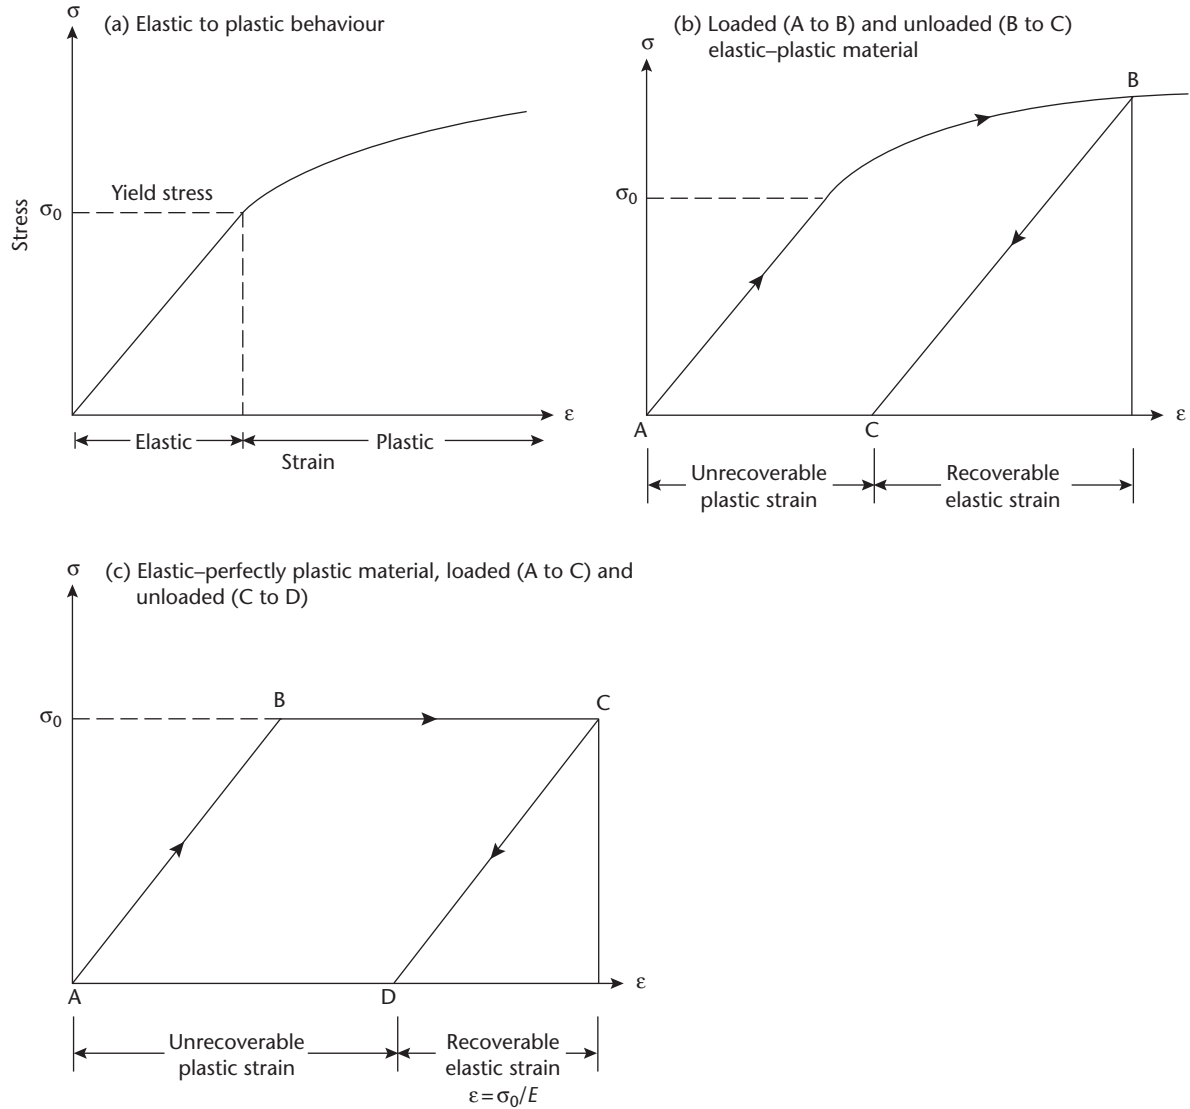 (a) Elastic to plastic behaviour
σ
Yield stress
σ0
Stress
ε
Elastic
Plastic
Strain
(b) Loaded (A to B) and unloaded (B to C)
elastic–plastic material
σ
B
σ0
A
C
ε
Unrecoverable
plastic strain
Recoverable
elastic strain
(c) Elastic–perfectly plastic material, loaded (A to C) and
unloaded (C to D)
σ
B
C
σ0
A
D
ε
Unrecoverable
plastic strain
Recoverable
elastic strain
ε=σ0/E